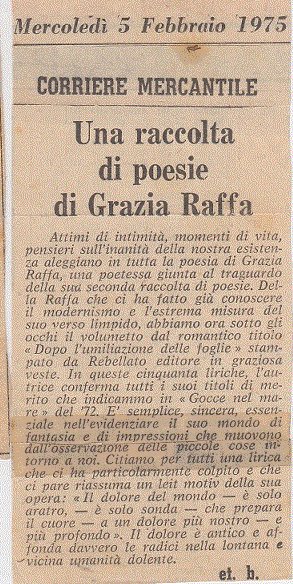 Mercoledì 5 Febbraio 1975
CORRIERE MERCANTILE
Una raccolta
di poesie
di Grazia Raffa
Attimi di intimità, momenti di vita,
pensieri sull'inanità della nostra esistenza
aleggiano in tutta la poesia di Grazia
Raffa, una poetessa giunta al traguardo
della sua seconda raccolta di poesie. Del-
la Raffa che ci ha fatto già conoscere
il modernismo e l'estrema misura del
suo verso limpido, abbiamo ora sotto gli
occhi il volumetto dal romantico titolo
« Dopo l'umiliazione delle foglie » stam-
pato da Rebellato editore in graziosa
veste. In queste cinquanta liriche, l'au-
trice conferma tutti i suoi titoli di me-
rito che indicammo in « Gocce nel ma-
re » del '72. E' semplice, sincera, essen-
ziale nell'evidenziare il suo mondo di
fantasia e di impressioni che muovono
dall'osservazione delle piccole cose in-
torno a noi. Citiamo per tutti una lirica
che ci ha particolarmente colpito e che
ci pare riassuma un leit motiv della sua
opera: « Il dolore del mondo — è solo
aratro, — è solo sonda — che prepara
il cuore — a un dolore più nostro — e
più profondo ». Il dolore è antico e af-
fonda davvero le radici nella lontana e
vicina umanità dolente.
et. b.